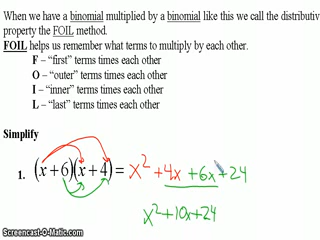 When we have a binomial multiplied by a binomial like this we call the distributiv
property the FOIL method.
FOIL helps us remember what terms to multiply by each other.
F – “first” terms times each other
O – “outer” terms times each other
I – “inner” terms times each other
L – “last” terms times each other
Simplify
1. (x + 6)(x + 4) = x² + 4x + 6x + 24
x² + 10x + 24
Screencast-O-Matic.com